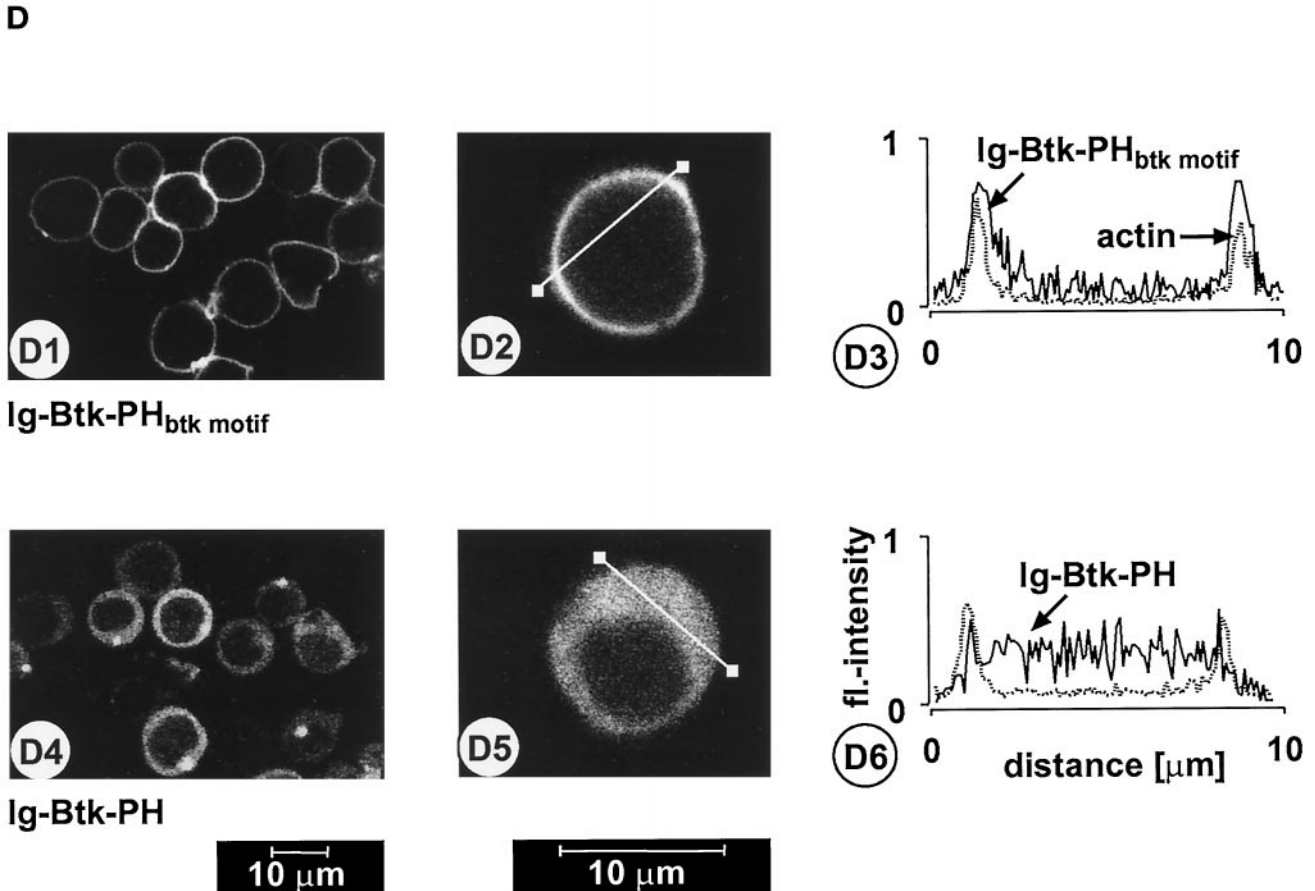 D
D1
D2
1
Ig-Btk-PHbtk motif
actin
0
D3
0
10
Ig-Btk-PHbtk motif
D4
D5
fl.-intensity
1
Ig-Btk-PH
0
D6
0
10
distance [μm]
Ig-Btk-PH
10 μm
10 μm